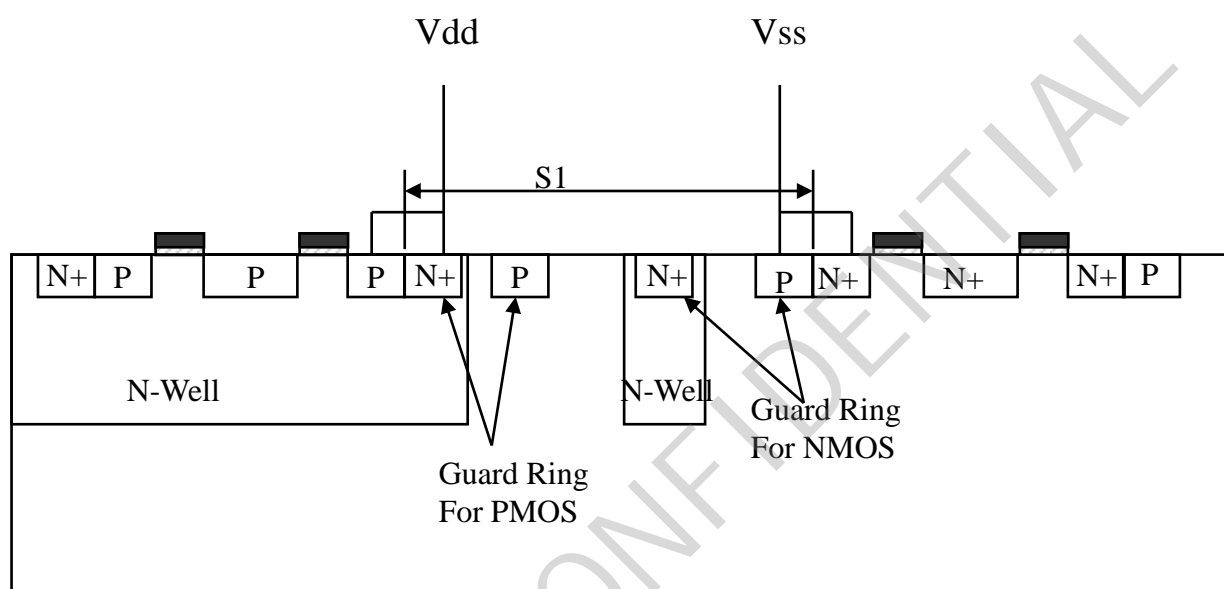 Vdd
Vss
S1
N+
P
P
P
N+
P
N+
P
N+
N+
N+
P
N-Well
N-Well
Guard Ring
For PMOS
Guard Ring
For NMOS
CONFIDENTIAL